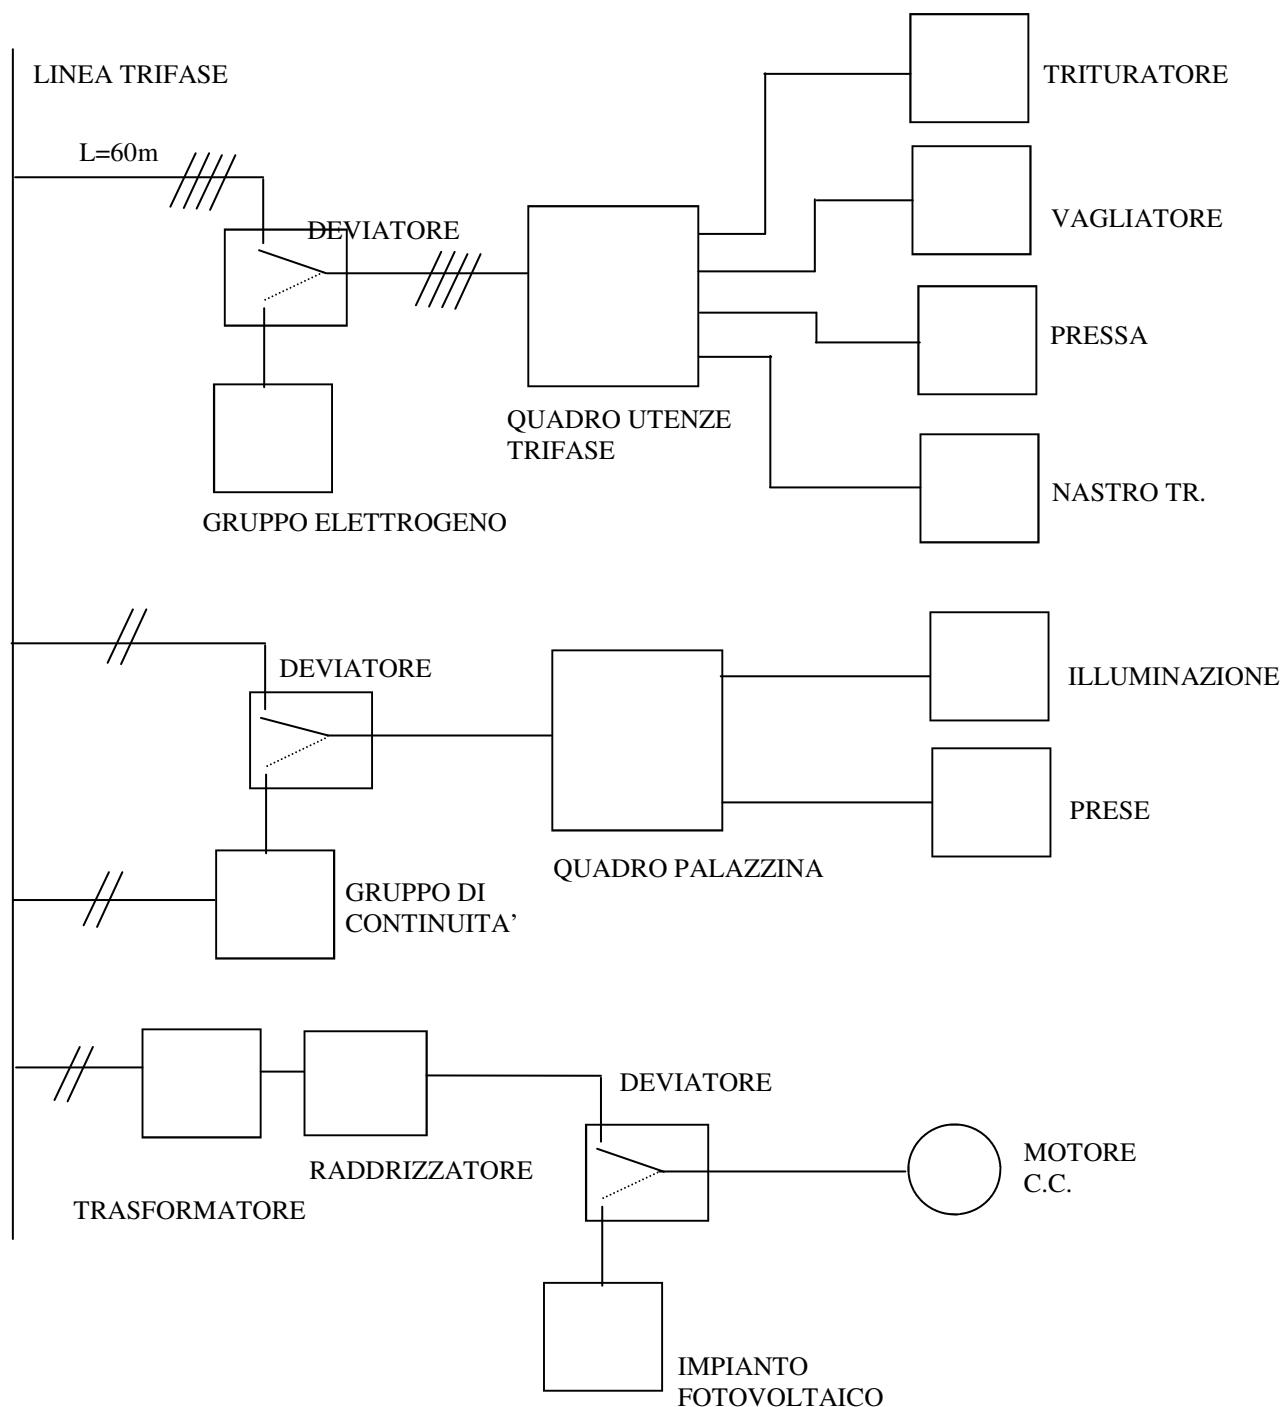 LINEA TRIFASE
TRITURATORE
L=60m
VAGLIATORE
DEVIATORE
PRESSA
QUADRO UTENZE
TRIFASE
NASTRO TR.
GRUPPO ELETTROGENO
DEVIATORE
ILLUMINAZIONE
PRESE
QUADRO PALAZZINA
GRUPPO DI
CONTINUITA’
DEVIATORE
MOTORE
C.C.
RADDRIZZATORE
TRASFORMATORE
IMPIANTO
FOTOVOLTAICO